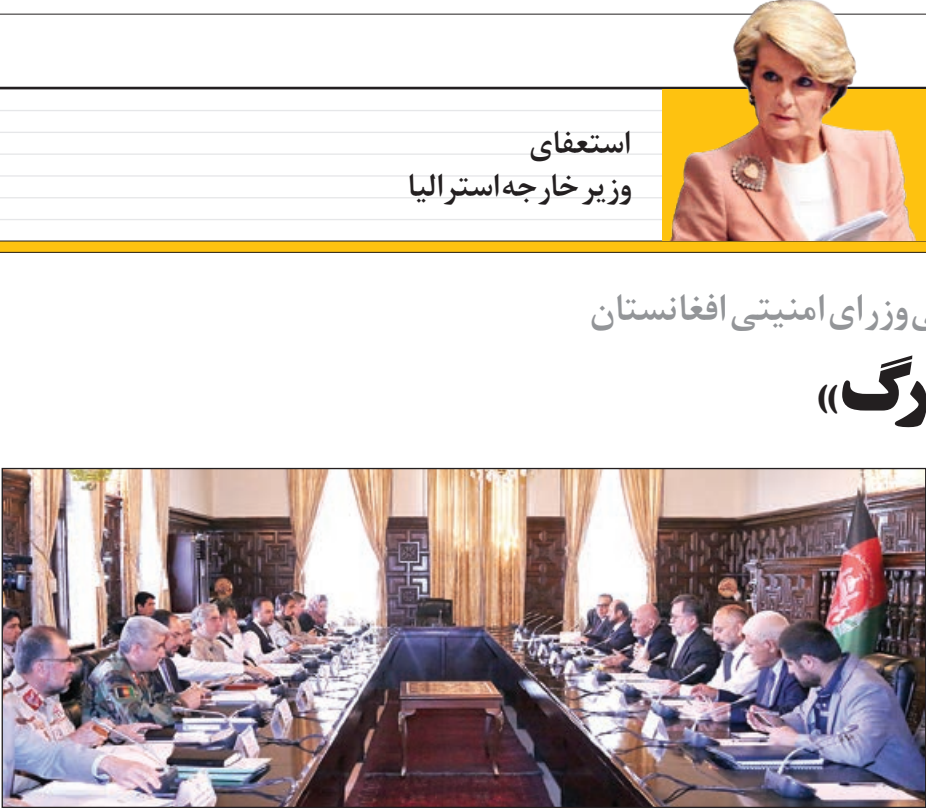 استعفای
وزیر خارجه استرالیا
وزرای امنیتی افغانستان